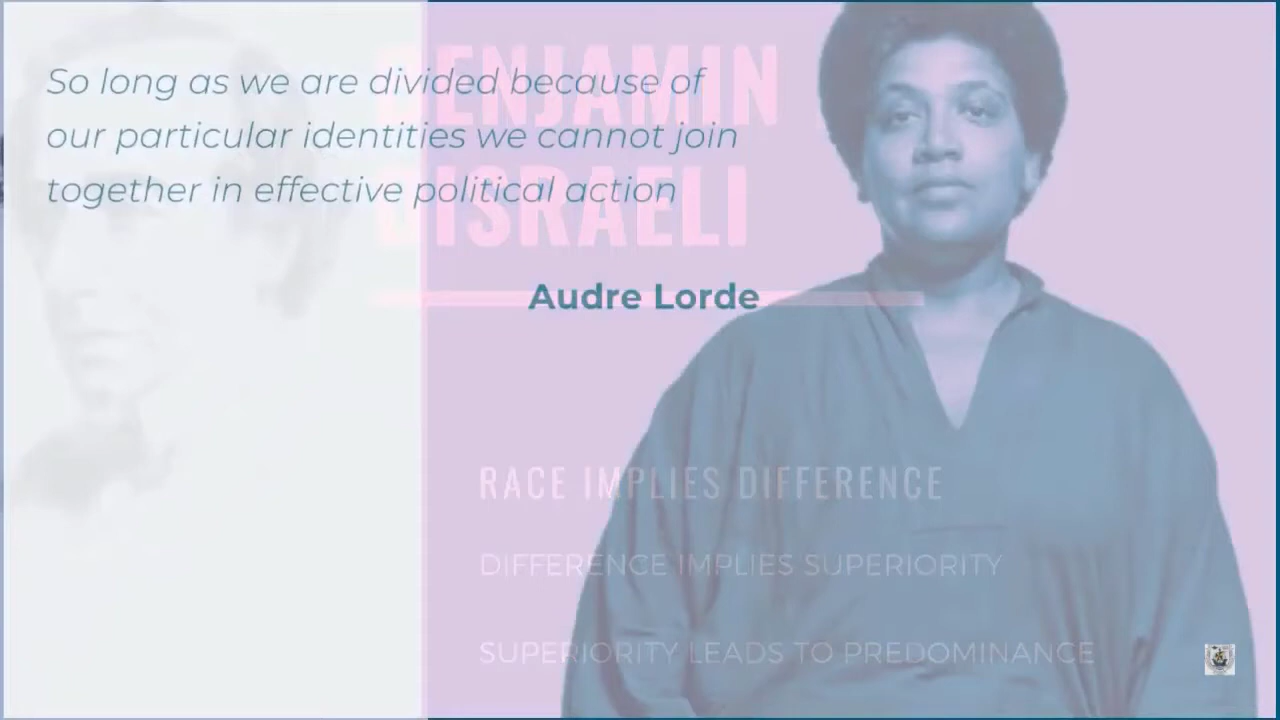 So long as we are divided because of
our particular identities we cannot join
together in effective political action
Audre Lorde
BENJAMIN
DISRAELI
RACE IMPLIES DIFFERENCE
DIFFERENCE IMPLIES SUPERIORITY
SUPERIORITY LEADS TO PREDOMINANCE